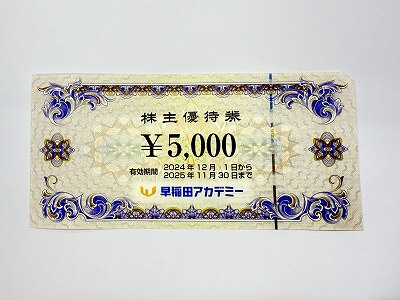 株主優待券
¥5,000
有効期間 2024年12月 1日から
2025年11月30日まで
早稲田アカデミー